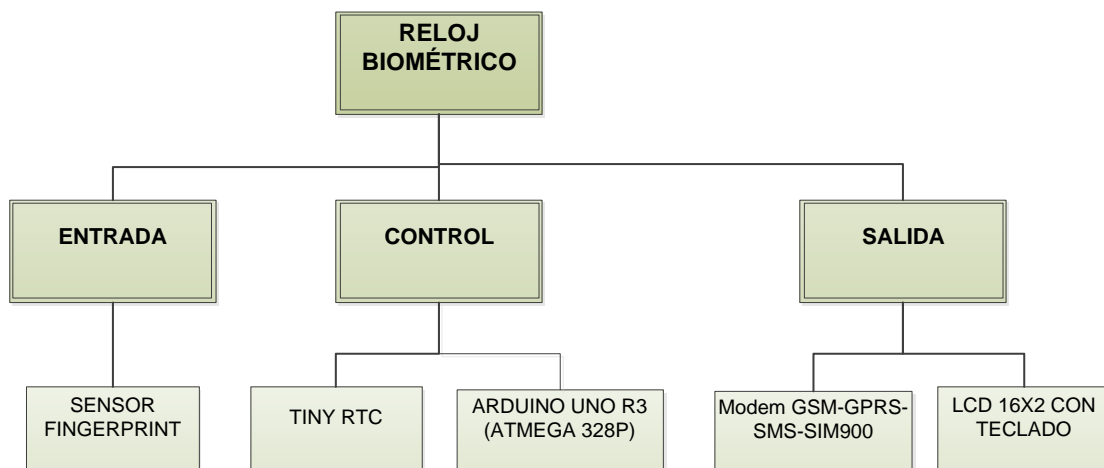 RELOJ
BIOMÉTRICO
ENTRADA
CONTROL
SALIDA
SENSOR
FINGERPRINT
TINY RTC
ARDUINO UNO R3
(ATMEGA 328P)
Modem GSM-GPRS-
SMS-SIM900
LCD 16X2 CON
TECLADO